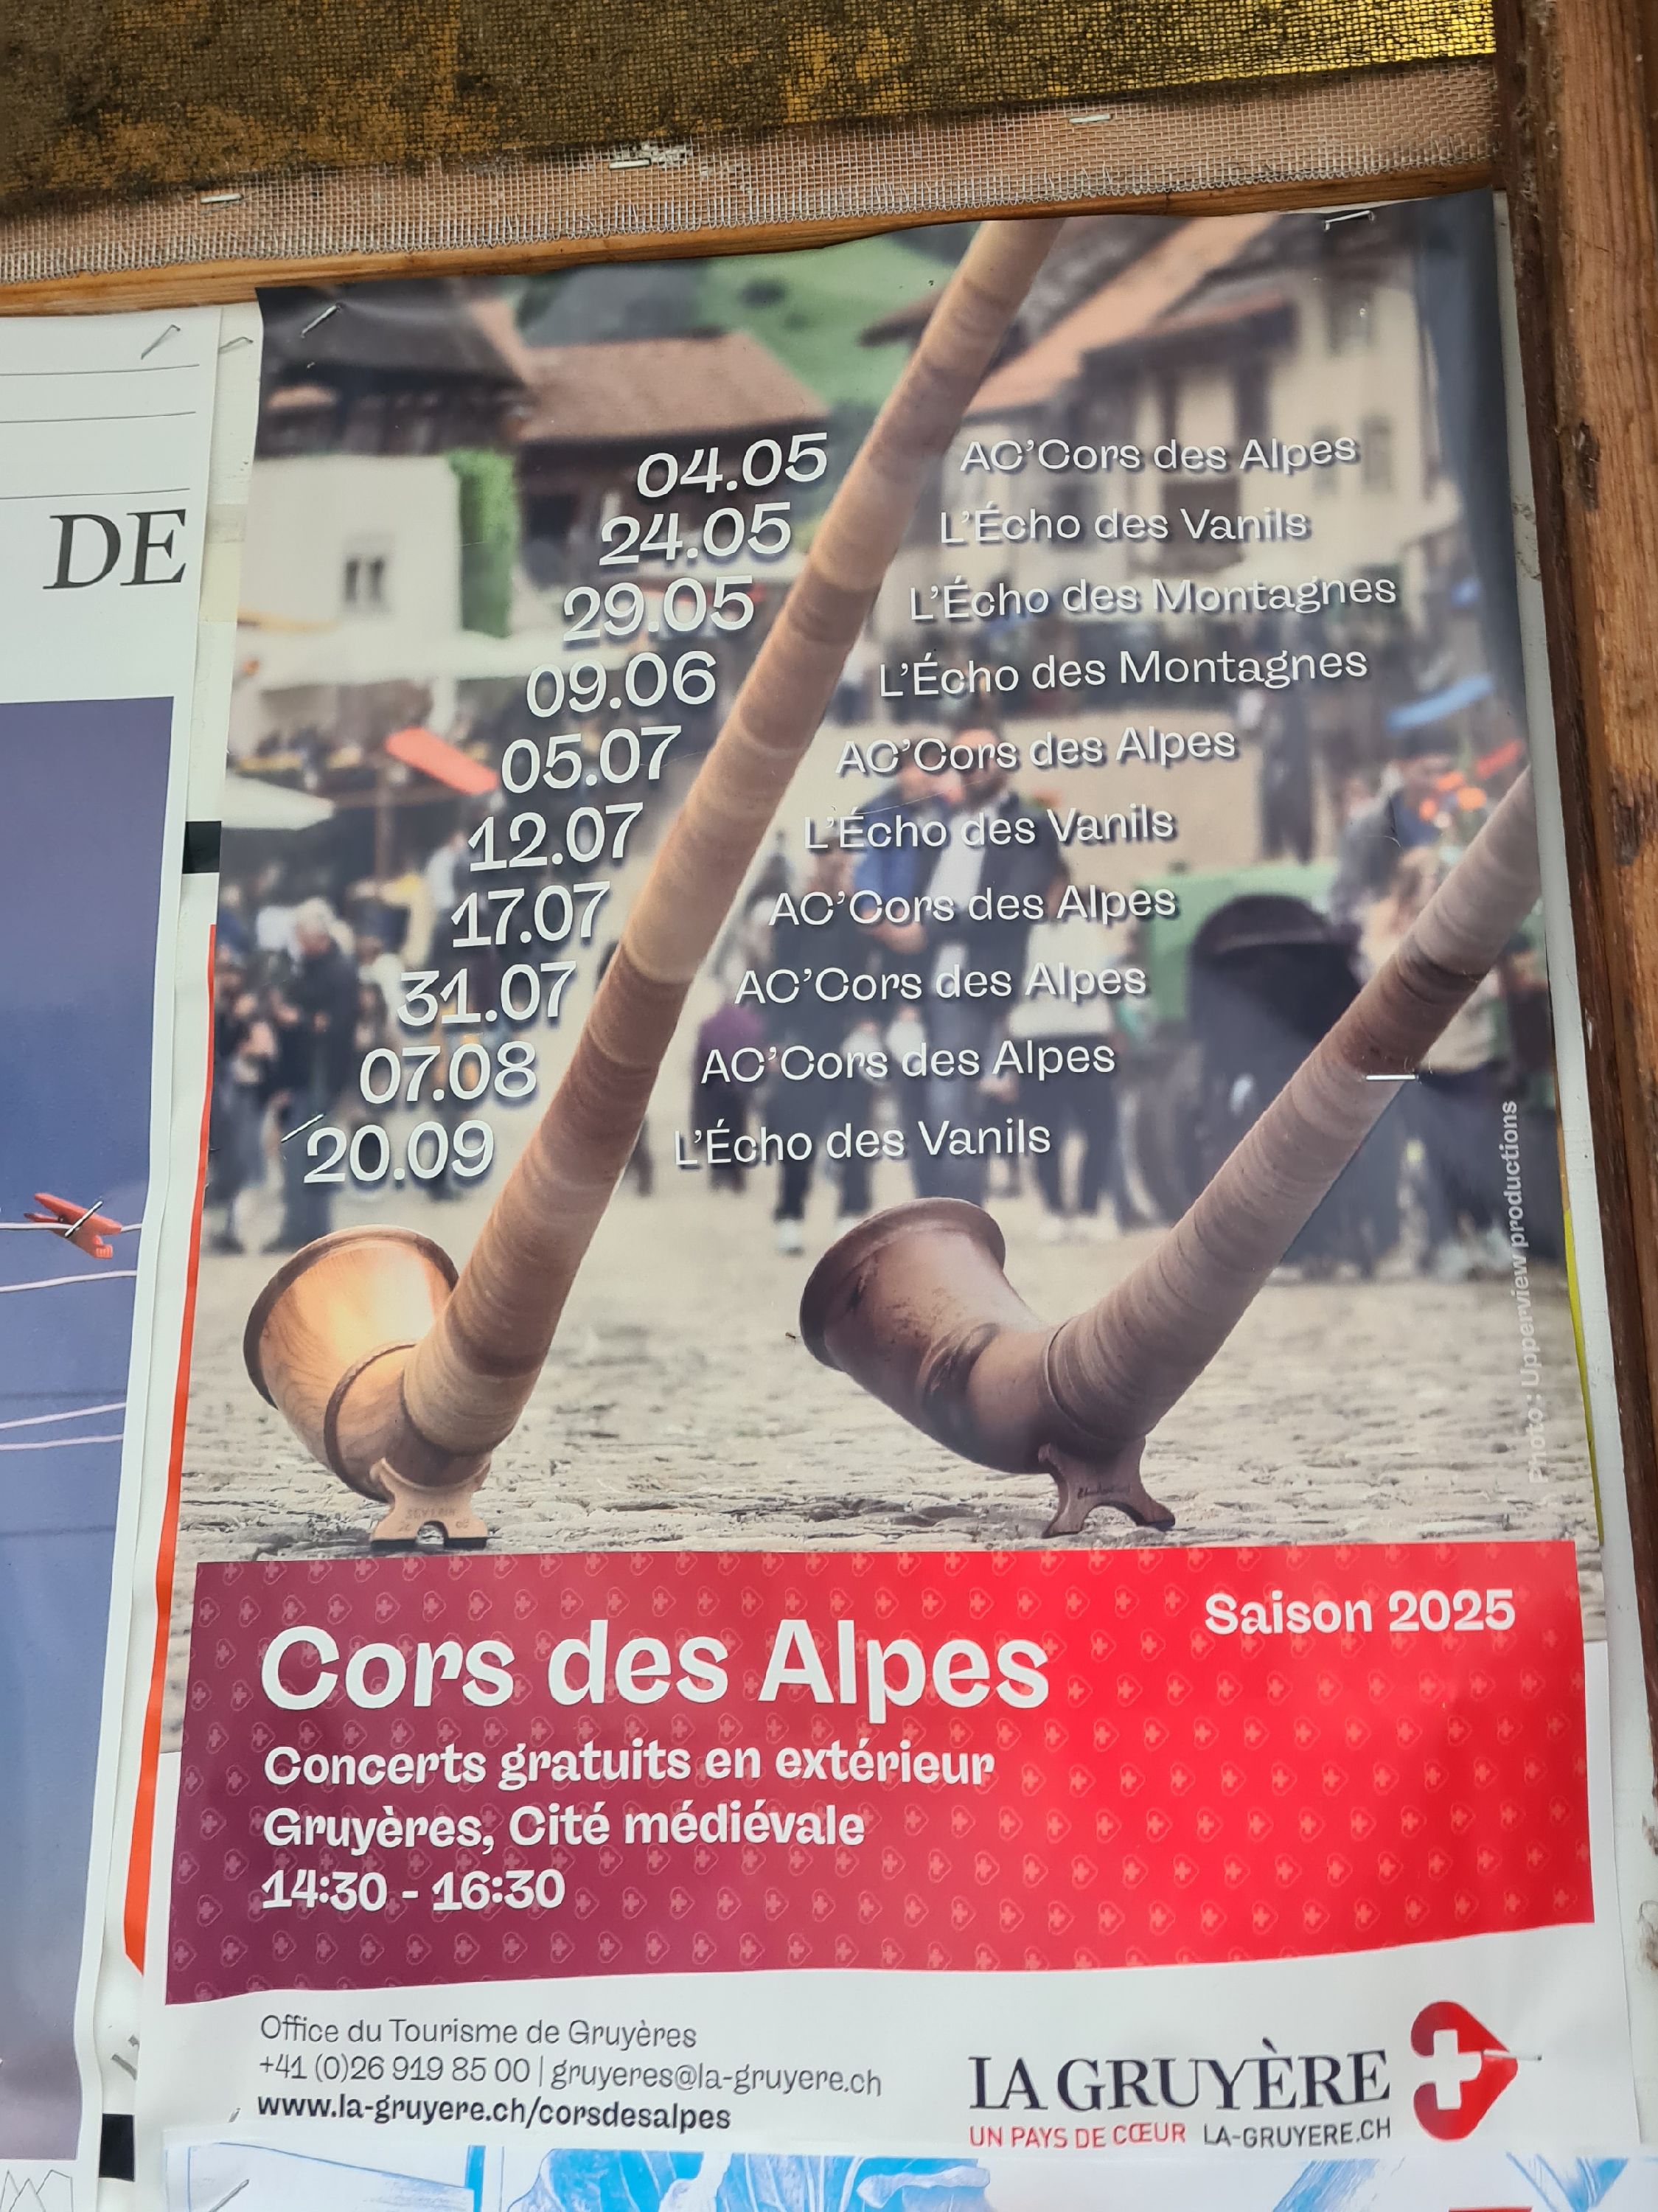 DE
04.05 AC'Cors des Alpes
24.05 L'Écho des Vanils
29.05 L'Écho des Montagnes
09.06 L'Écho des Montagnes
05.07 AC'Cors des Alpes
12.07 L'Écho des Vanils
17.07 AC'Cors des Alpes
31.07 AC'Cors des Alpes
07.08 AC'Cors des Alpes
20.09 L'Écho des Vanils
Photo : Upperview productions
Saison 2025
Cors des Alpes
Concerts gratuits en extérieur
Gruyères, Cité médiévale
14:30 - 16:30
Office du Tourisme de Gruyères
+41 (0)26 919 85 00 | gruyeres@la-gruyere.ch
www.la-gruyere.ch/corsdesalpes
LA GRUYÈRE
UN PAYS DE CŒUR LA-GRUYERE.CH